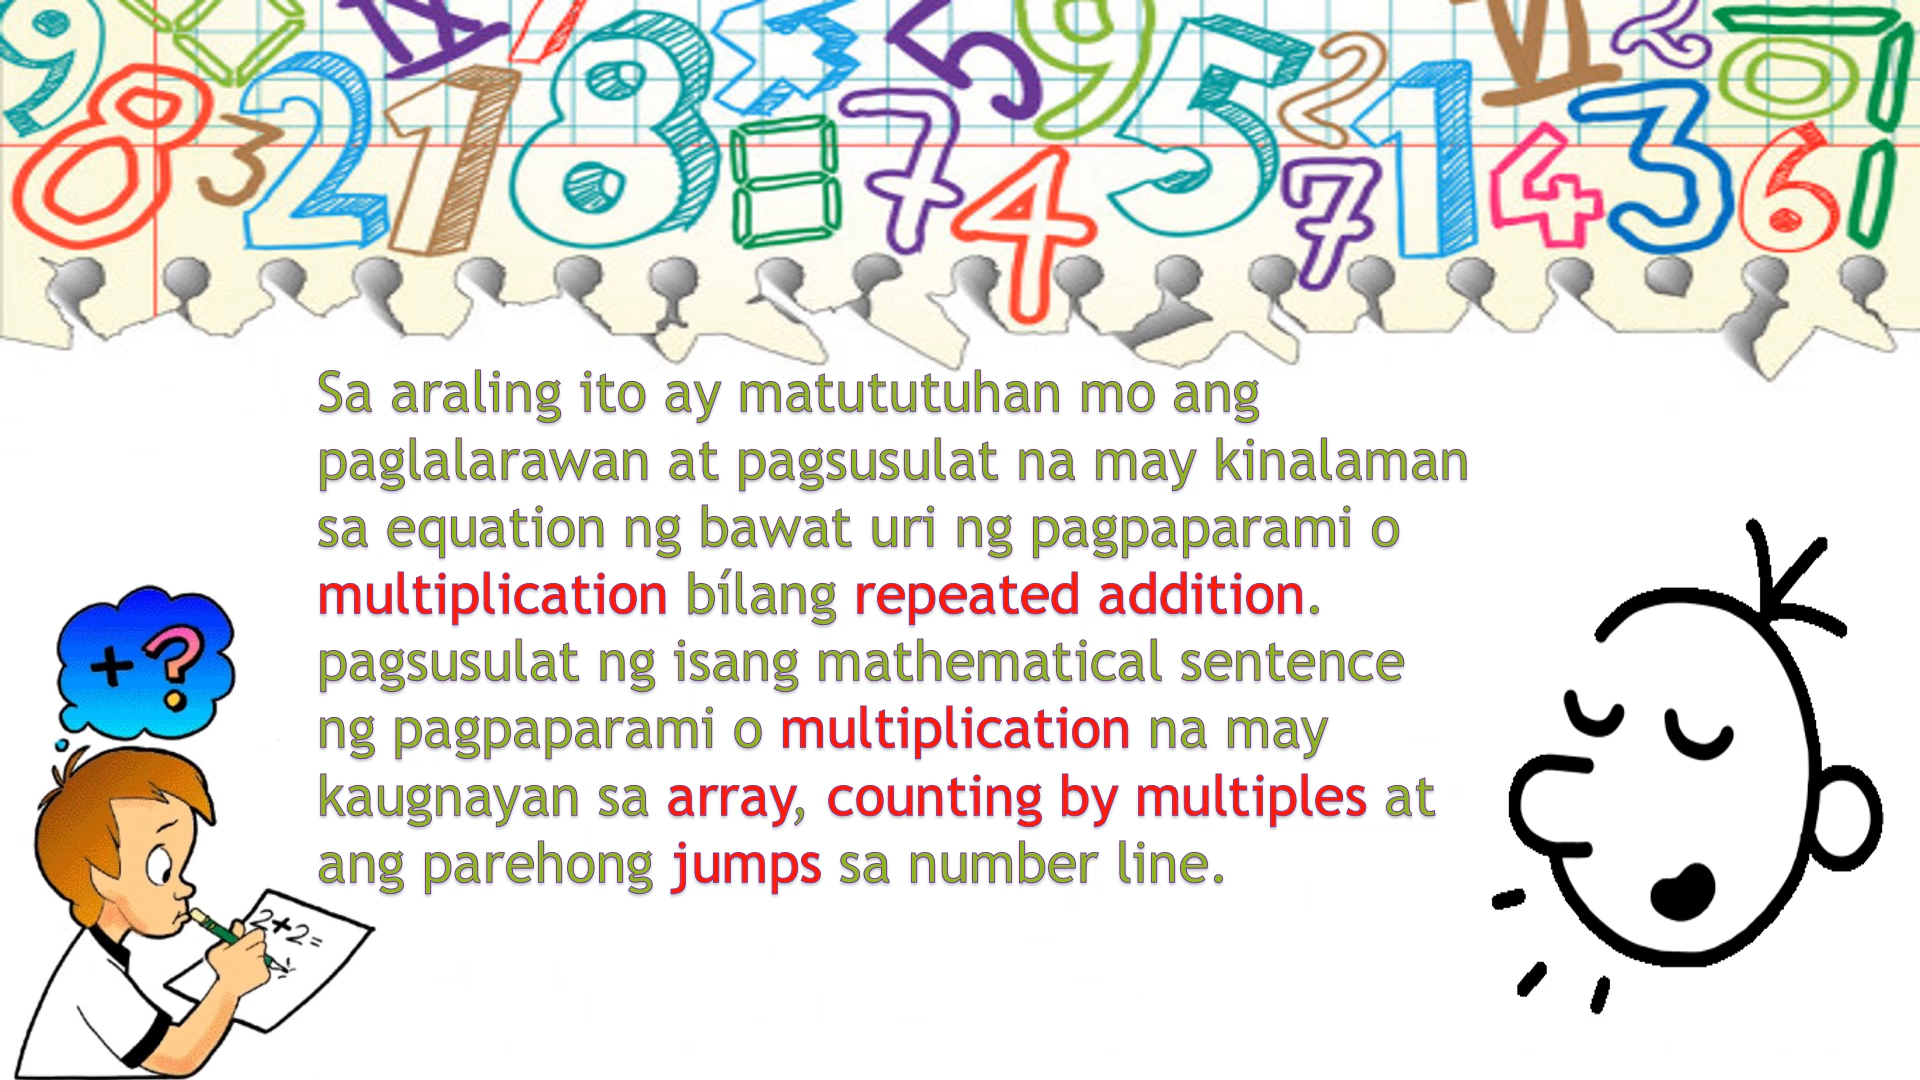 Sa araling ito ay matututuhan mo ang
paglalarawan at pagsusulat na may kinalaman
sa equation ng bawat uri ng pagpaparami o
multiplication bílang repeated addition.
pagsusulat ng isang mathematical sentence
ng pagpaparami o multiplication na may
kaugnayan sa array, counting by multiples at
ang parehong jumps sa number line.
+?
2+2=